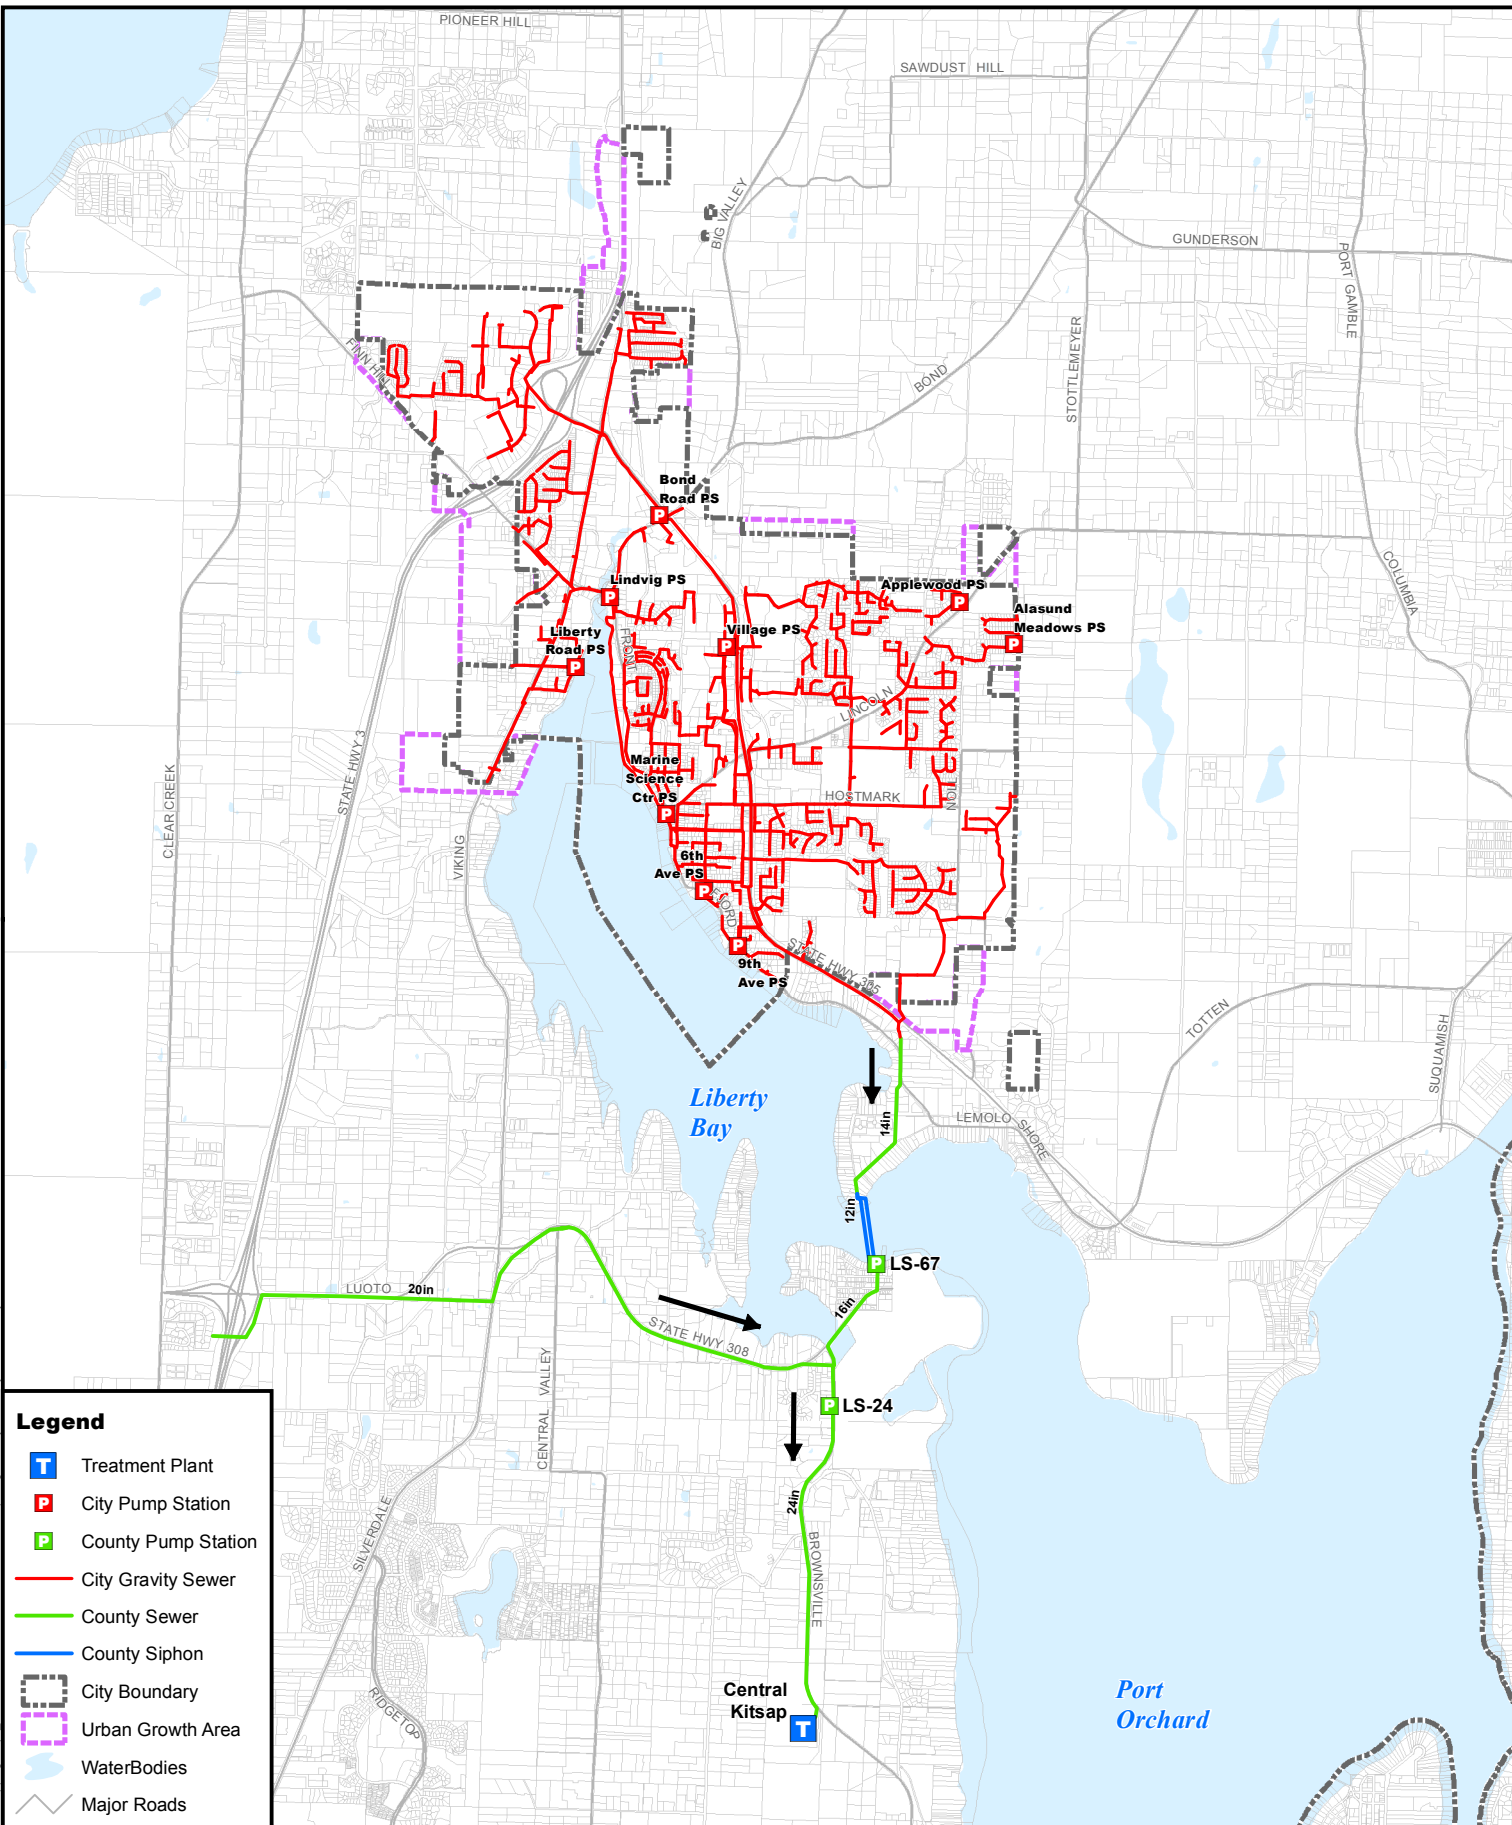 PIONEER HILL
SAWDUST HILL
BIG VALLEY
GUNDERSON
PORT GAMBLE
STOTTLEMEYER
FINN HILL
BOND
Bond
Road PS
COLUMBIA
Lindvig PS
Applewood PS
Alasund
Meadows PS
Liberty
Road PS
FRONT
Village PS
LINCOLN
STATE HWY 3
CLEAR CREEK
VIKING
Marine
Science
Ctr PS
HOSTMARK
6th
Ave PS
FJORD
9th
Ave PS
STATE HWY 305
TOTTEN
SUQUAMISH
Liberty
Bay
14in
LEMOLO SHORE
12in
LS-67
LUOTO
20in
16in
STATE HWY 308
CENTRAL VALLEY
LS-24
24in
BROWNSVILLE
SILVERDALE
RIDGETOP
Central
Kitsap
T
Port
Orchard
Legend
T Treatment Plant
P City Pump Station
P County Pump Station
City Gravity Sewer
County Sewer
County Siphon
City Boundary
Urban Growth Area
WaterBodies
Major Roads